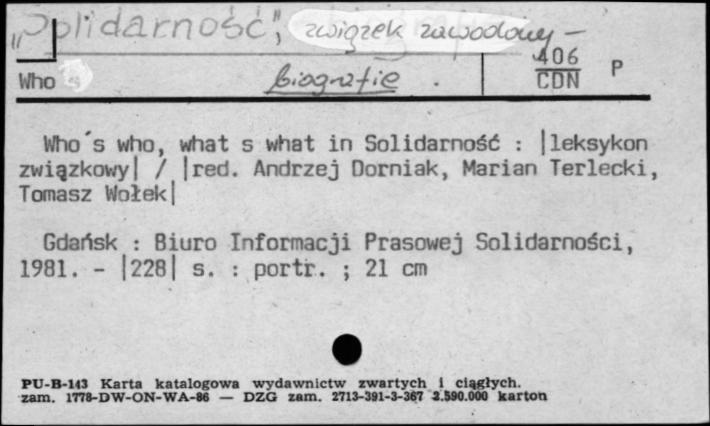 „Solidarność”, związek zawodowy –
406
Who biografie . CDN P
Who´s who, what s what in Solidarność : |leksykon
związkowy| / |red. Andrzej Dorniak, Marian Terlecki,
Tomasz Wołek|
Gdańsk : Biuro Informacji Prasowej Solidarności,
1981. - |228| s. : portr. ; 21 cm
PU-B-143 Karta katalogowa wydawnictw zwartych i ciągłych.
zam. 1778-DW-ON-WA-86 — DZG zam. 2713-391-3-367 2.590.000 karton